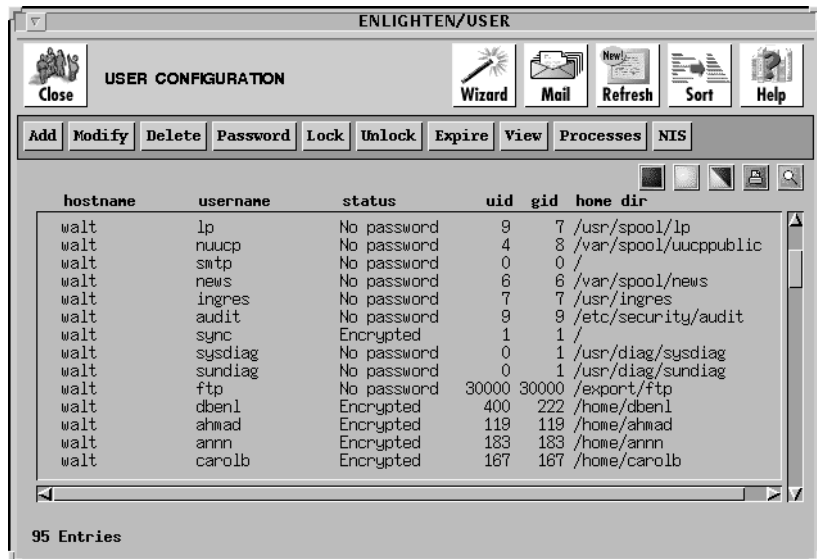 ENLIGHTEN/USER
Close USER CONFIGURATION Wizard Mail New! Refresh Sort Help
Add Modify Delete Password Lock Unlock Expire View Processes NIS
hostname username status uid gid home dir
walt lp No password 9 7 /usr/spool/lp
walt nuucp No password 4 8 /var/spool/uucppublic
walt smtp No password 0 0 /
walt news No password 6 6 /var/spool/news
walt ingres No password 7 7 /usr/ingres
walt audit No password 9 9 /etc/security/audit
walt sync Encrypted 1 1 /
walt sysdiag No password 0 1 /usr/diag/sysdiag
walt sundiag No password 0 1 /usr/diag/sundiag
walt ftp No password 30000 30000 /export/ftp
walt dbenl Encrypted 400 222 /home/dbenl
walt ahmad Encrypted 119 119 /home/ahmad
walt annn Encrypted 183 183 /home/annn
walt carolb Encrypted 167 167 /home/carolb
95 Entries